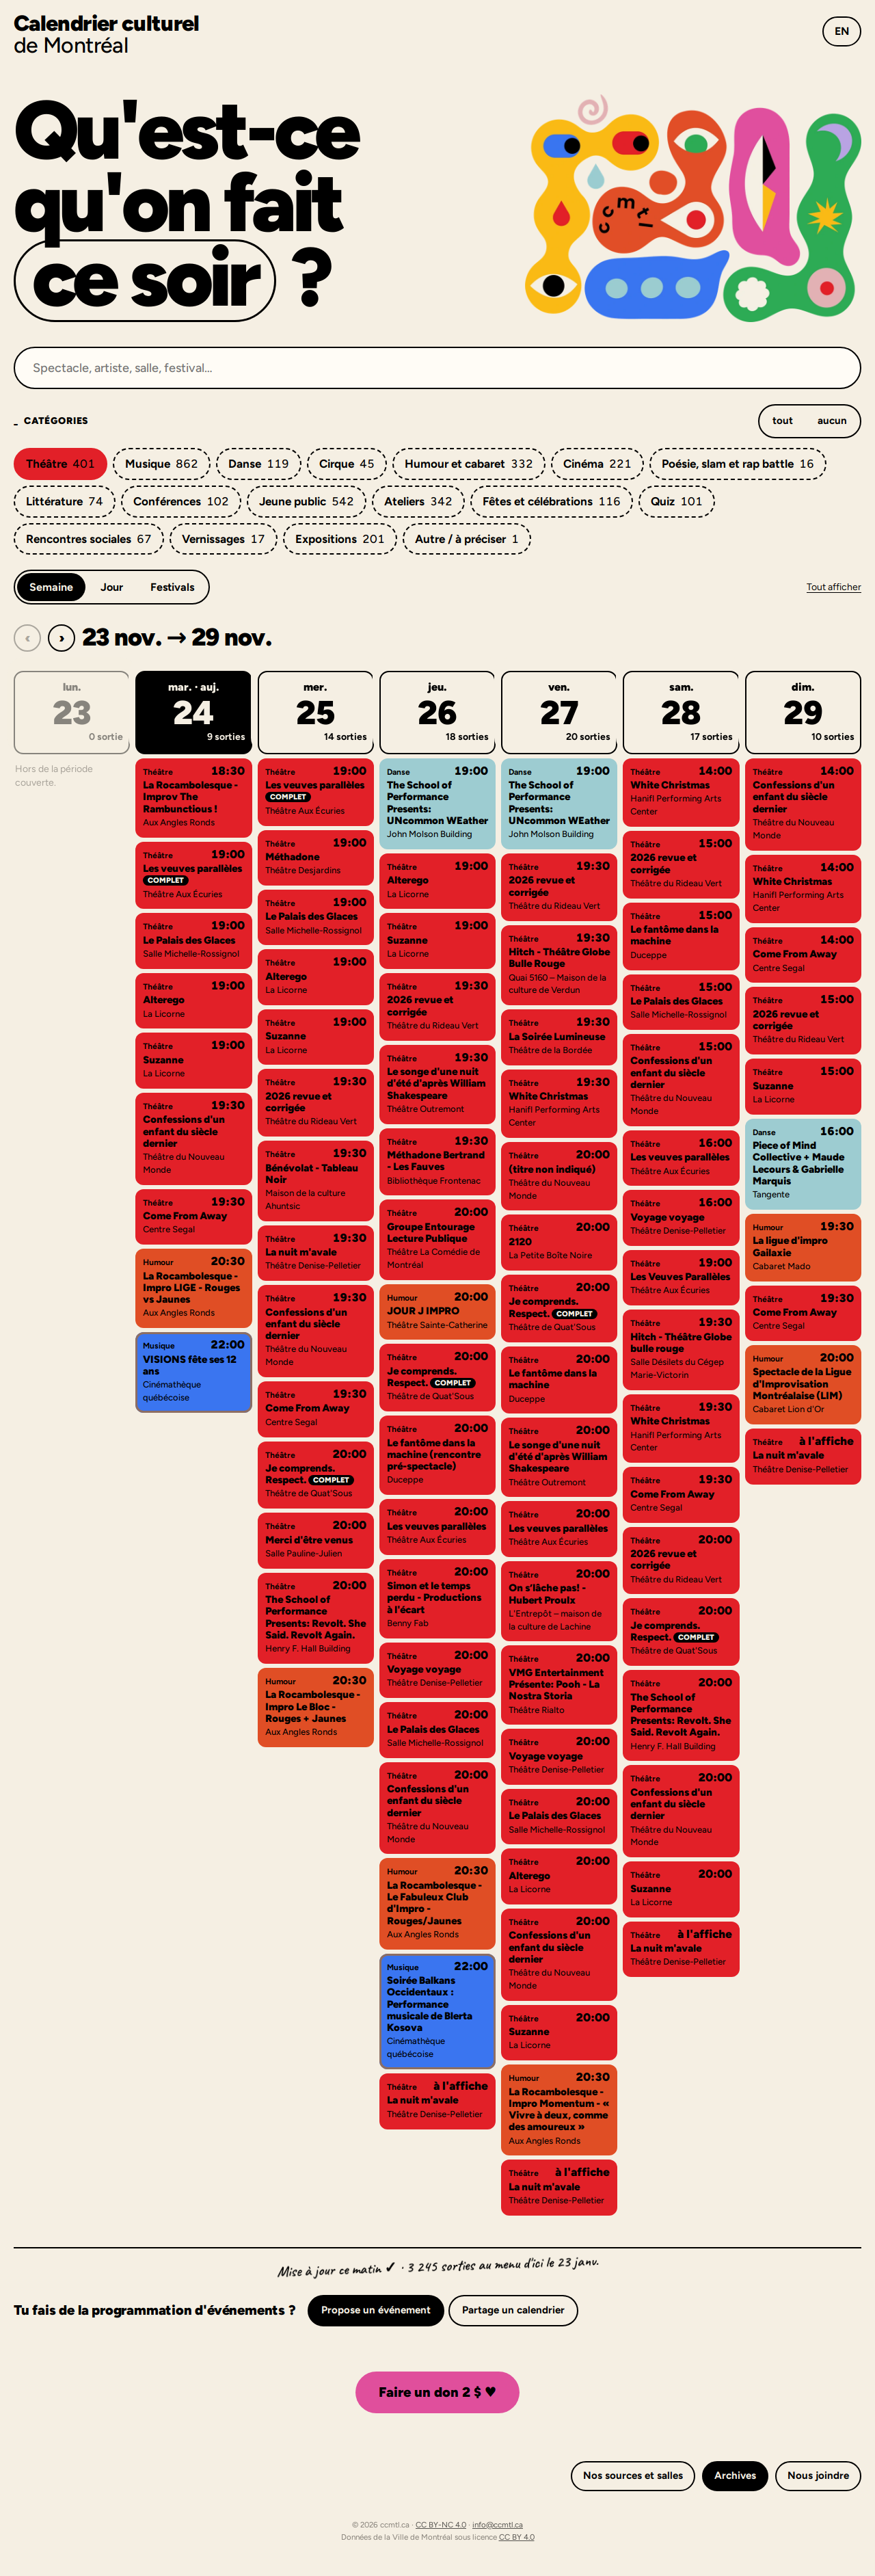 Calendrier culturel
de Montréal
EN
Qu'est-ce
qu'on fait
ce soir ?
ccmtl
Spectacle, artiste, salle, festival...
CATÉGORIES
tout aucun
Théâtre 401 Musique 862 Danse 119 Cirque 45 Humour et cabaret 332 Cinéma 221 Poésie, slam et rap battle 16
Littérature 74 Conférences 102 Jeune public 542 Ateliers 342 Fêtes et célébrations 116 Quiz 101
Rencontres sociales 67 Vernissages 17 Expositions 201 Autre / à préciser 1
Semaine Jour Festivals
Tout afficher
‹ › 23 nov. → 29 nov.
lun.
23
0 sortie
Hors de la période
couverte.
mar. · auj.
24
9 sorties
Théâtre 18:30
La Rocambolesque -
Improv The
Rambunctious !
Aux Angles Ronds
Théâtre 19:00
Les veuves parallèles
COMPLET
Théâtre Aux Écuries
Théâtre 19:00
Le Palais des Glaces
Salle Michelle-Rossignol
Théâtre 19:00
Alterego
La Licorne
Théâtre 19:00
Suzanne
La Licorne
Théâtre 19:30
Confessions d'un
enfant du siècle
dernier
Théâtre du Nouveau
Monde
Théâtre 19:30
Come From Away
Centre Segal
Humour 20:30
La Rocambolesque -
Impro LIGE - Rouges
vs Jaunes
Aux Angles Ronds
Musique 22:00
VISIONS fête ses 12
ans
Cinémathèque
québécoise
mer.
25
14 sorties
Théâtre 19:00
Les veuves parallèles
COMPLET
Théâtre Aux Écuries
Théâtre 19:00
Méthadone
Théâtre Desjardins
Théâtre 19:00
Le Palais des Glaces
Salle Michelle-Rossignol
Théâtre 19:00
Alterego
La Licorne
Théâtre 19:00
Suzanne
La Licorne
Théâtre 19:30
2026 revue et
corrigée
Théâtre du Rideau Vert
Théâtre 19:30
Bénévolat - Tableau
Noir
Maison de la culture
Ahuntsic
Théâtre 19:30
La nuit m'avale
Théâtre Denise-Pelletier
Théâtre 19:30
Confessions d'un
enfant du siècle
dernier
Théâtre du Nouveau
Monde
Théâtre 19:30
Come From Away
Centre Segal
Théâtre 20:00
Je comprends.
Respect. COMPLET
Théâtre de Quat'Sous
Théâtre 20:00
Merci d'être venus
Salle Pauline-Julien
Théâtre 20:00
The School of
Performance
Presents: Revolt. She
Said. Revolt Again.
Henry F. Hall Building
Humour 20:30
La Rocambolesque -
Impro Le Bloc -
Rouges + Jaunes
Aux Angles Ronds
jeu.
26
18 sorties
Danse 19:00
The School of
Performance
Presents:
UNcommon WEather
John Molson Building
Théâtre 19:00
Alterego
La Licorne
Théâtre 19:00
Suzanne
La Licorne
Théâtre 19:30
2026 revue et
corrigée
Théâtre du Rideau Vert
Théâtre 19:30
Le songe d'une nuit
d'été d'après William
Shakespeare
Théâtre Outremont
Théâtre 19:30
Méthadone Bertrand
- Les Fauves
Bibliothèque Frontenac
Théâtre 20:00
Groupe Entourage
Lecture Publique
Théâtre La Comédie de
Montréal
Humour 20:00
JOUR J IMPRO
Théâtre Sainte-Catherine
Théâtre 20:00
Je comprends.
Respect. COMPLET
Théâtre de Quat'Sous
Théâtre 20:00
Le fantôme dans la
machine (rencontre
pré-spectacle)
Duceppe
Théâtre 20:00
Les veuves parallèles
Théâtre Aux Écuries
Théâtre 20:00
Simon et le temps
perdu - Productions
à l'écart
Benny Fab
Théâtre 20:00
Voyage voyage
Théâtre Denise-Pelletier
Théâtre 20:00
Le Palais des Glaces
Salle Michelle-Rossignol
Théâtre 20:00
Confessions d'un
enfant du siècle
dernier
Théâtre du Nouveau
Monde
Humour 20:30
La Rocambolesque -
Le Fabuleux Club
d'Impro -
Rouges/Jaunes
Aux Angles Ronds
Musique 22:00
Soirée Balkans
Occidentaux :
Performance
musicale de Blerta
Kosova
Cinémathèque
québécoise
Théâtre à l'affiche
La nuit m'avale
Théâtre Denise-Pelletier
ven.
27
20 sorties
Danse 19:00
The School of
Performance
Presents:
UNcommon WEather
John Molson Building
Théâtre 19:30
2026 revue et
corrigée
Théâtre du Rideau Vert
Théâtre 19:30
Hitch - Théâtre Globe
Bulle Rouge
Quai 5160 – Maison de la
culture de Verdun
Théâtre 19:30
La Soirée Lumineuse
Théâtre de la Bordée
Théâtre 19:30
White Christmas
Hanifl Performing Arts
Center
Théâtre 20:00
(titre non indiqué)
Théâtre du Nouveau
Monde
Théâtre 20:00
2120
La Petite Boîte Noire
Théâtre 20:00
Je comprends.
Respect. COMPLET
Théâtre de Quat'Sous
Théâtre 20:00
Le fantôme dans la
machine
Duceppe
Théâtre 20:00
Le songe d'une nuit
d'été d'après William
Shakespeare
Théâtre Outremont
Théâtre 20:00
Les veuves parallèles
Théâtre Aux Écuries
Théâtre 20:00
On s'lâche pas! -
Hubert Proulx
L'Entrepôt – maison de
la culture de Lachine
Théâtre 20:00
VMG Entertainment
Présente: Pooh - La
Nostra Storia
Théâtre Rialto
Théâtre 20:00
Voyage voyage
Théâtre Denise-Pelletier
Théâtre 20:00
Le Palais des Glaces
Salle Michelle-Rossignol
Théâtre 20:00
Alterego
La Licorne
Théâtre 20:00
Confessions d'un
enfant du siècle
dernier
Théâtre du Nouveau
Monde
Théâtre 20:00
Suzanne
La Licorne
Humour 20:30
La Rocambolesque -
Impro Momentum - «
Vivre à deux, comme
des amoureux »
Aux Angles Ronds
Théâtre à l'affiche
La nuit m'avale
Théâtre Denise-Pelletier
sam.
28
17 sorties
Théâtre 14:00
White Christmas
Hanifl Performing Arts
Center
Théâtre 15:00
2026 revue et
corrigée
Théâtre du Rideau Vert
Théâtre 15:00
Le fantôme dans la
machine
Duceppe
Théâtre 15:00
Le Palais des Glaces
Salle Michelle-Rossignol
Théâtre 15:00
Confessions d'un
enfant du siècle
dernier
Théâtre du Nouveau
Monde
Théâtre 16:00
Les veuves parallèles
Théâtre Aux Écuries
Théâtre 16:00
Voyage voyage
Théâtre Denise-Pelletier
Théâtre 19:00
Les Veuves Parallèles
Théâtre Aux Écuries
Théâtre 19:30
Hitch - Théâtre Globe
bulle rouge
Salle Désilets du Cégep
Marie-Victorin
Théâtre 19:30
White Christmas
Hanifl Performing Arts
Center
Théâtre 19:30
Come From Away
Centre Segal
Théâtre 20:00
2026 revue et
corrigée
Théâtre du Rideau Vert
Théâtre 20:00
Je comprends.
Respect. COMPLET
Théâtre de Quat'Sous
Théâtre 20:00
The School of
Performance
Presents: Revolt. She
Said. Revolt Again.
Henry F. Hall Building
Théâtre 20:00
Confessions d'un
enfant du siècle
dernier
Théâtre du Nouveau
Monde
Théâtre 20:00
Suzanne
La Licorne
Théâtre à l'affiche
La nuit m'avale
Théâtre Denise-Pelletier
dim.
29
10 sorties
Théâtre 14:00
Confessions d'un
enfant du siècle
dernier
Théâtre du Nouveau
Monde
Théâtre 14:00
White Christmas
Hanifl Performing Arts
Center
Théâtre 14:00
Come From Away
Centre Segal
Théâtre 15:00
2026 revue et
corrigée
Théâtre du Rideau Vert
Théâtre 15:00
Suzanne
La Licorne
Danse 16:00
Piece of Mind
Collective + Maude
Lecours & Gabrielle
Marquis
Tangente
Humour 19:30
La ligue d'impro
Gailaxie
Cabaret Mado
Théâtre 19:30
Come From Away
Centre Segal
Humour 20:00
Spectacle de la Ligue
d'Improvisation
Montréalaise (LIM)
Cabaret Lion d'Or
Théâtre à l'affiche
La nuit m'avale
Théâtre Denise-Pelletier
Mise à jour ce matin ✓ · 3 245 sorties au menu d'ici le 23 janv.
Tu fais de la programmation d'événements ? Propose un événement Partage un calendrier
Faire un don 2 $ ♥
Nos sources et salles Archives Nous joindre
© 2026 ccmtl.ca · CC BY-NC 4.0 · info@ccmtl.ca
Données de la Ville de Montréal sous licence CC BY 4.0